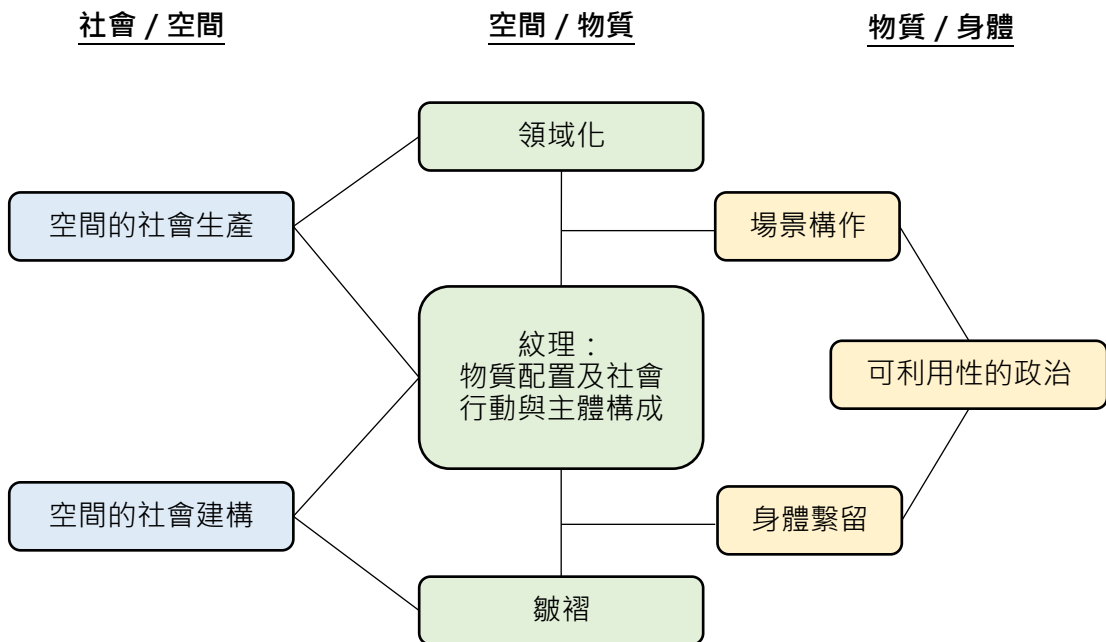 社會 / 空間
空間 / 物質
物質 / 身體
領域化
空間的社會生產
場景構作
紋理：
物質配置及社會
行動與主體構成
可利用性的政治
空間的社會建構
身體繫留
皺褶